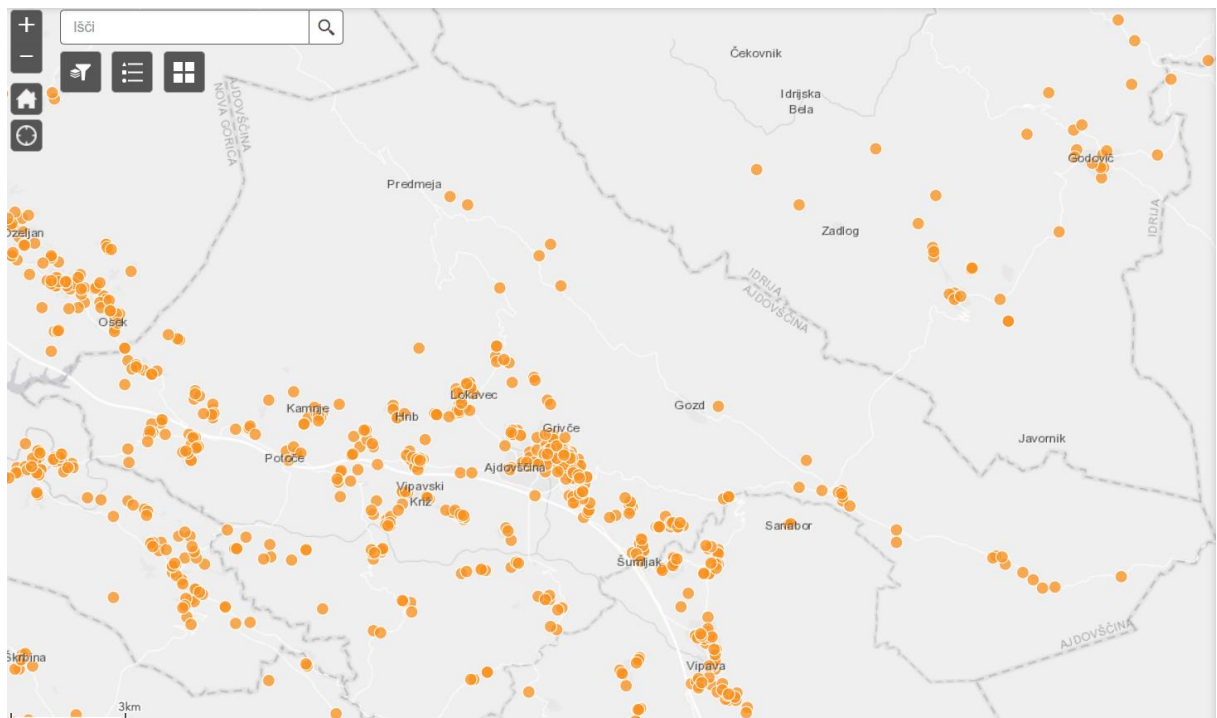 +
Išči
−
Čekovnik
AJDOVŠČINA
NOVA GORICA
Idrijska
Bela
Godovič
Predmeja
IDRIJA
Ozeljan
Zadlog
IDRIJA
AJDOVŠČINA
Osek
Lokavec
Kamnje
Hrib
Gozd
Grivče
Javornik
Potoče
Ajdovščina
Vipavski
Križ
Sanabor
Šumljak
AJDOVŠČINA
Škrbina
Vipava
3km